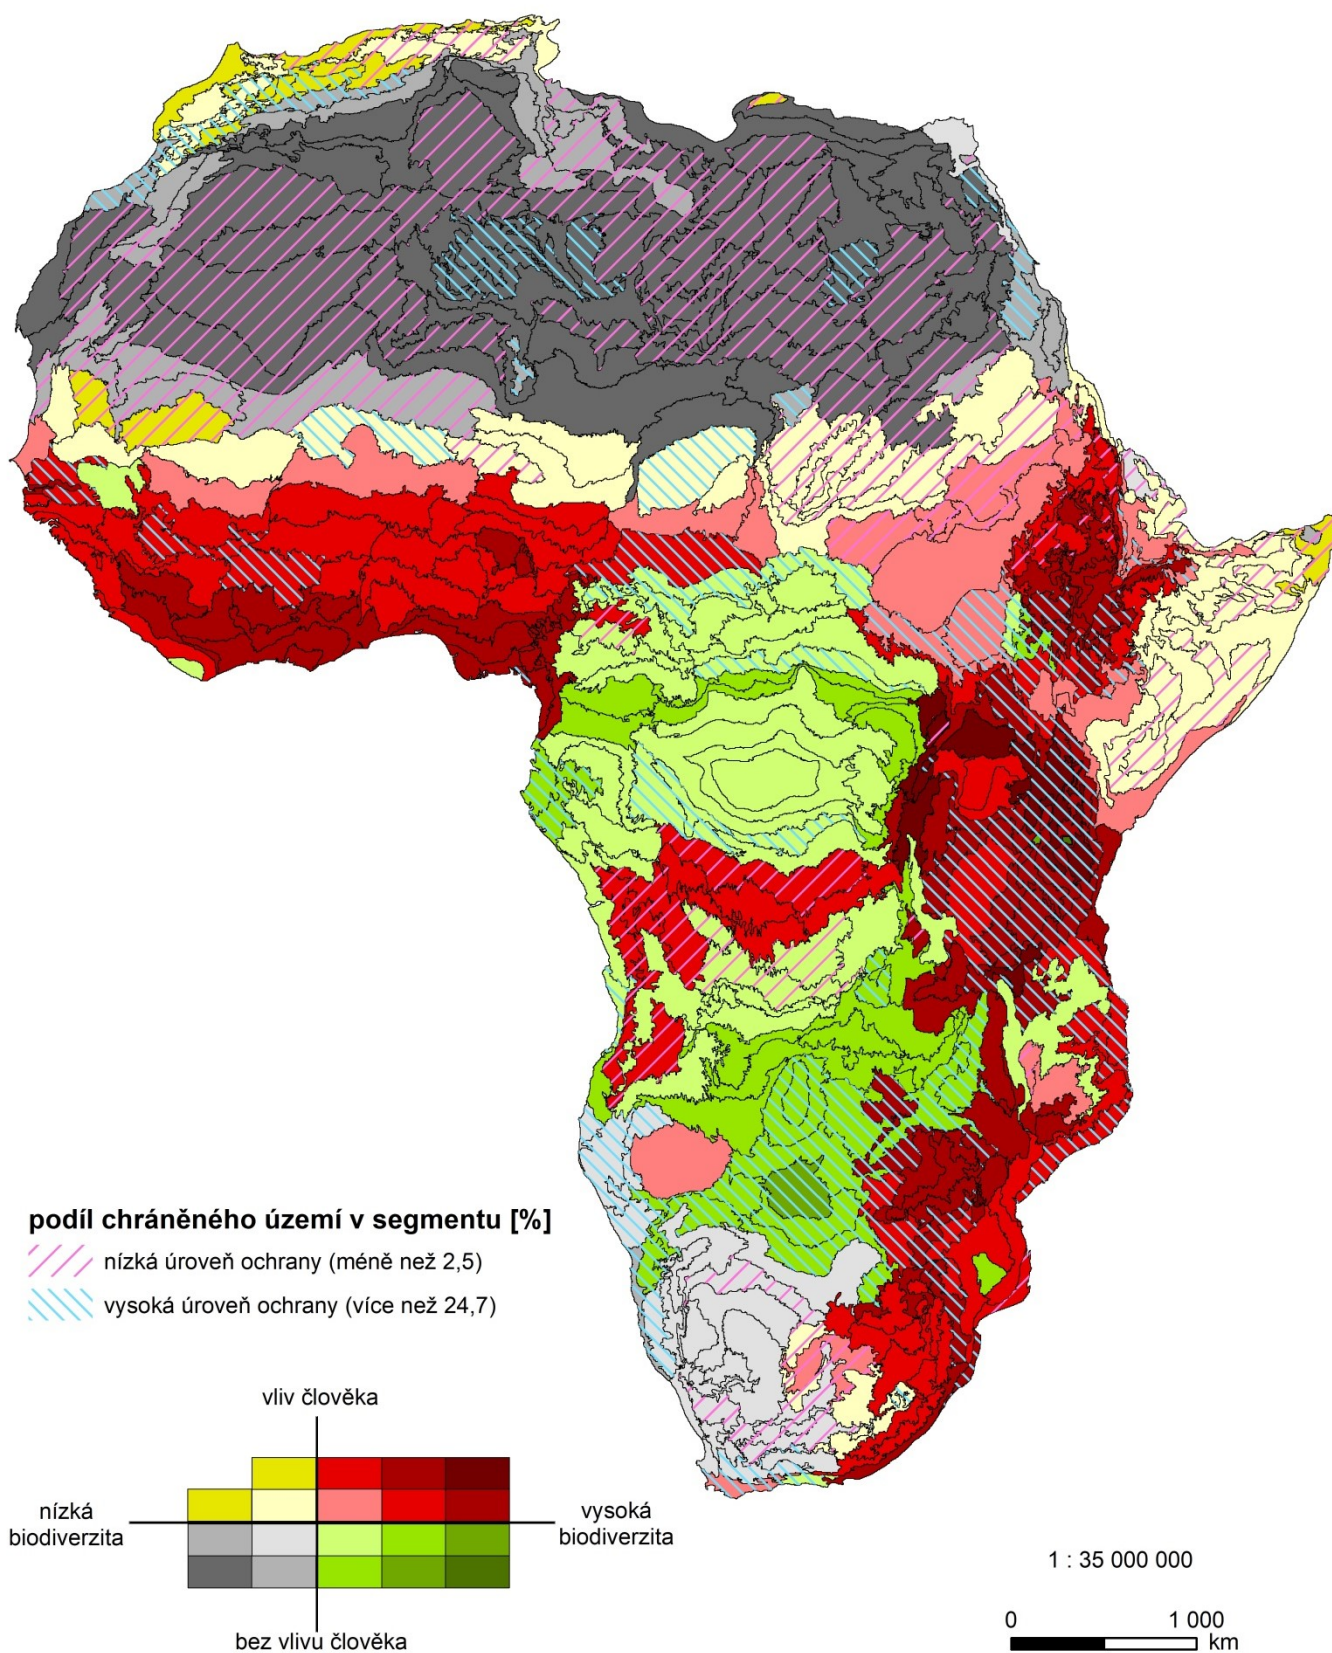 podíl chráněného území v segmentu [%]
nízká úroveň ochrany (méně než 2,5)
vysoká úroveň ochrany (více než 24,7)
vliv člověka
nízká
biodiverzita
vysoká
biodiverzita
bez vlivu člověka
1 : 35 000 000
0 1 000
km